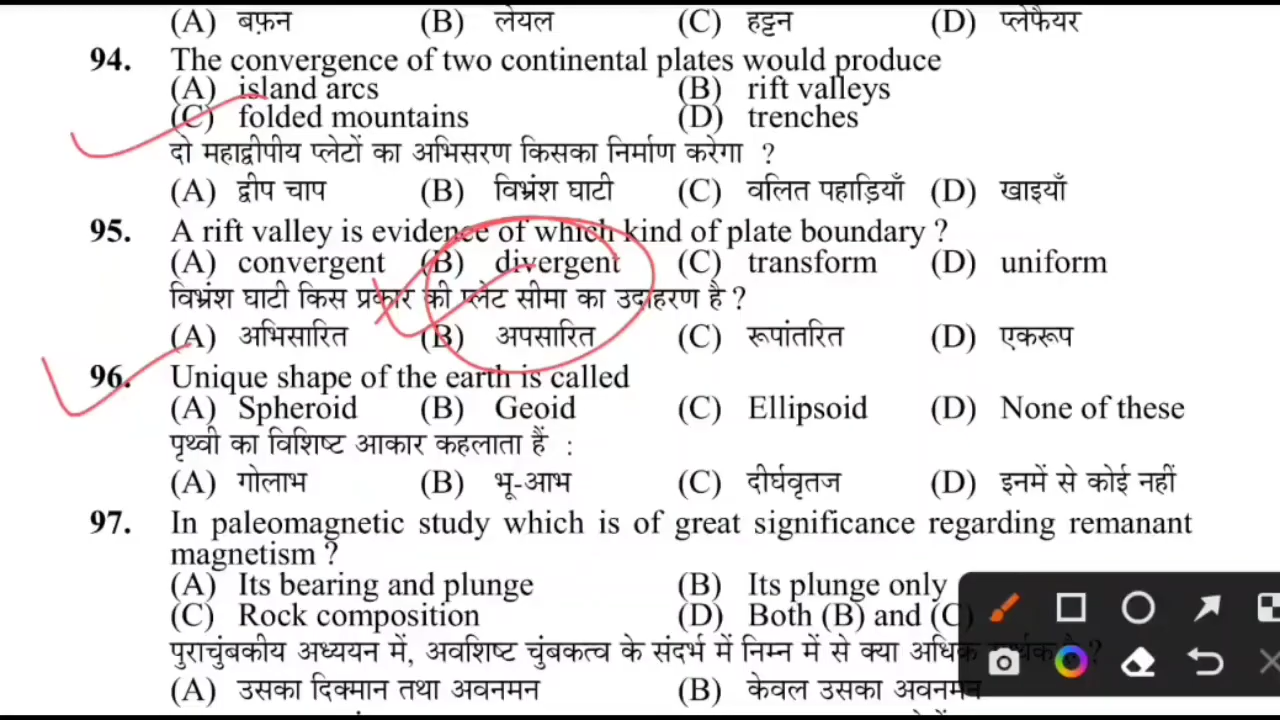 (A) बफ़न (B) लेयल (C) हट्टन (D) प्लेफैयर
94. The convergence of two continental plates would produce
(A) island arcs (B) rift valleys
(C) folded mountains (D) trenches
दो महाद्वीपीय प्लेटों का अभिसरण किसका निर्माण करेगा ?
(A) द्वीप चाप (B) विभ्रंश घाटी (C) वलित पहाड़ियाँ (D) खाइयाँ
95. A rift valley is evidence of which kind of plate boundary ?
(A) convergent (B) divergent (C) transform (D) uniform
विभ्रंश घाटी किस प्रकार की प्लेट सीमा का उदाहरण है ?
(A) अभिसारित (B) अपसारित (C) रूपांतरित (D) एकरूप
96. Unique shape of the earth is called
(A) Spheroid (B) Geoid (C) Ellipsoid (D) None of these
पृथ्वी का विशिष्ट आकार कहलाता हैं :
(A) गोलाभ (B) भू-आभ (C) दीर्घवृतज (D) इनमें से कोई नहीं
97. In paleomagnetic study which is of great significance regarding remanant
magnetism ?
(A) Its bearing and plunge (B) Its plunge only
(C) Rock composition (D) Both (B) and (C)
पुराचुंबकीय अध्ययन में, अवशिष्ट चुंबकत्व के संदर्भ में निम्न में से क्या अधिक ?
(A) उसका दिक्मान तथा अवनमन (B) केवल उसका अवनमन